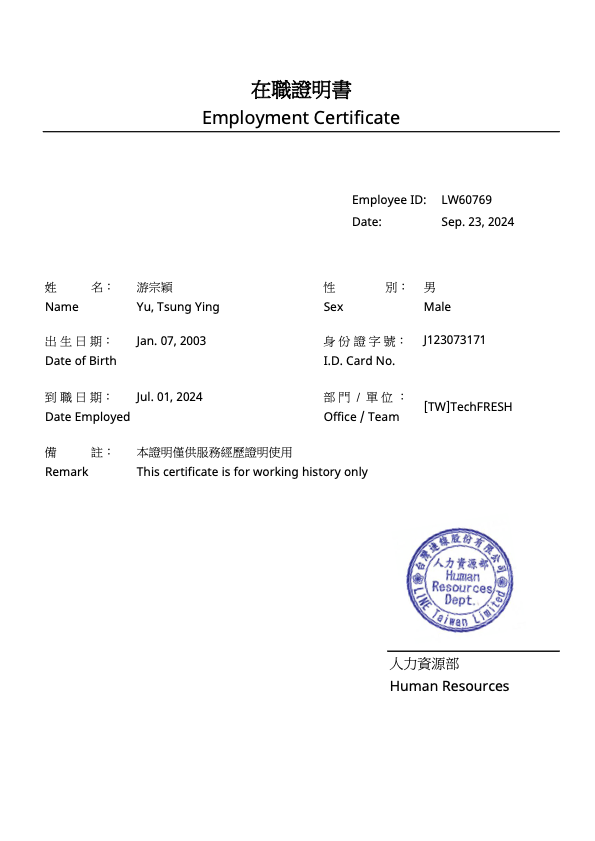 在職證明書
Employment Certificate
Employee ID: LW60769
Date: Sep. 23, 2024
姓 名： 游宗穎 性 別： 男
Name Yu, Tsung Ying Sex Male
出生日期： Jan. 07, 2003 身份證字號： J123073171
Date of Birth I.D. Card No.
到職日期： Jul. 01, 2024 部門 / 單位： [TW]TechFRESH
Date Employed Office / Team
備 註： 本證明僅供服務經歷證明使用
Remark This certificate is for working history only
台灣連線股份有限公司
人力資源部
Human
Resources
Dept.
LINE Taiwan Limited
人力資源部
Human Resources